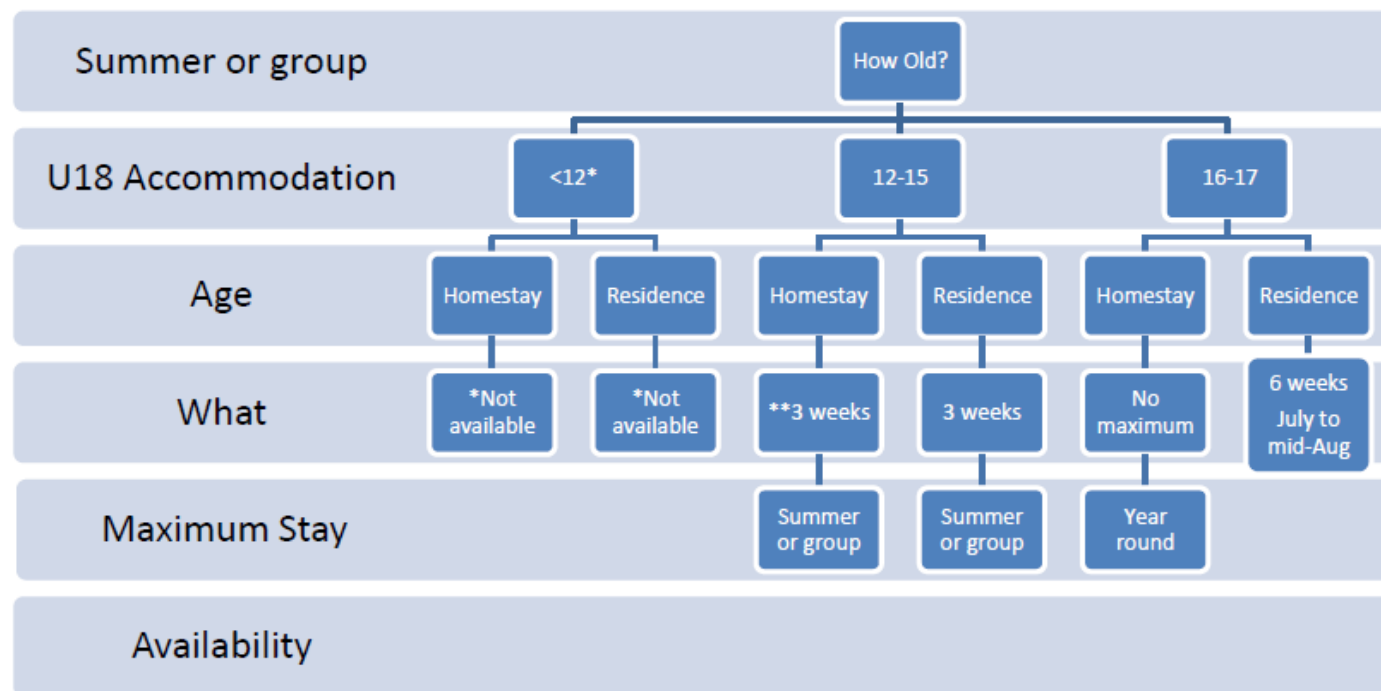 Summer or group
How Old?
U18 Accommodation
<12*
12-15
16-17
Age
Homestay
Residence
Homestay
Residence
Homestay
Residence
What
*Not
available
*Not
available
**3 weeks
3 weeks
No
maximum
6 weeks
July to
mid-Aug
Maximum Stay
Summer
or group
Summer
or group
Year
round
Availability